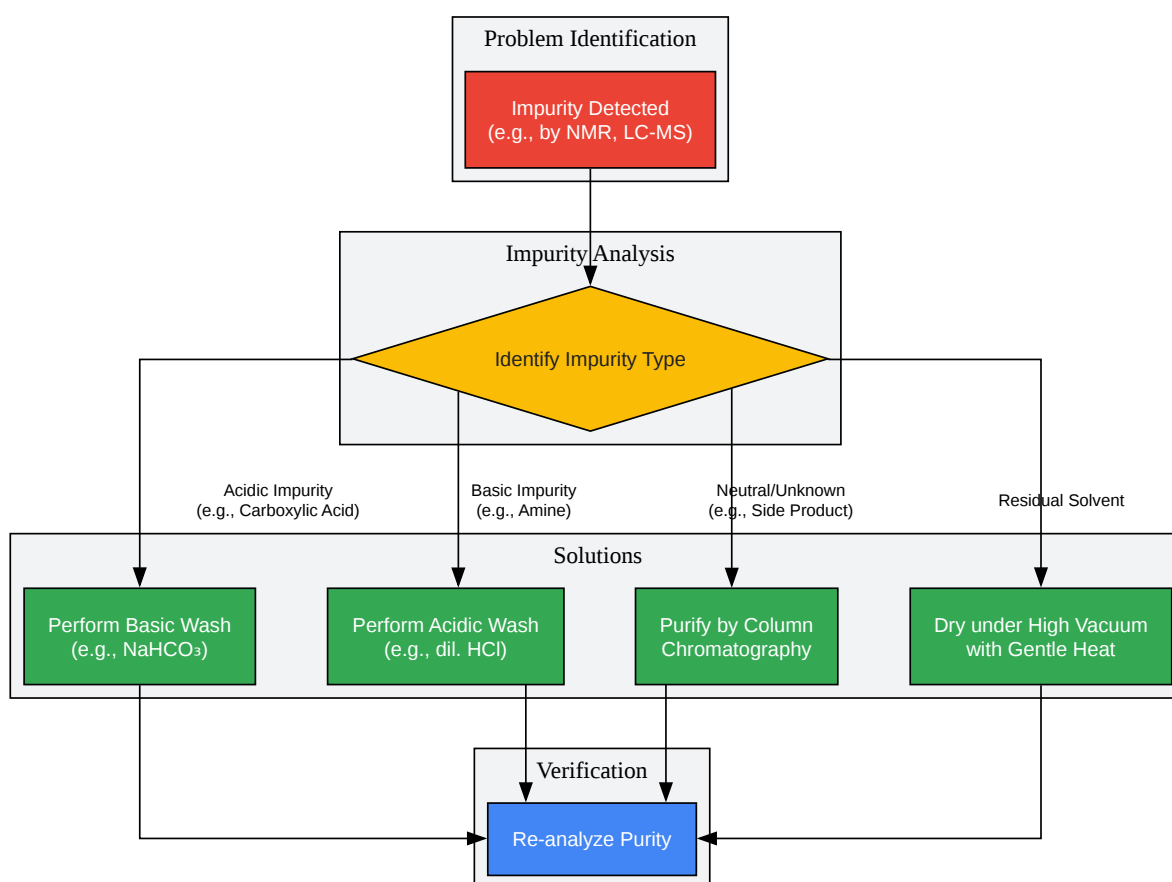 Problem Identification
Impurity Detected
(e.g., by NMR, LC-MS)
Impurity Analysis
Identify Impurity Type
Acidic Impurity
(e.g., Carboxylic Acid)
Basic Impurity
(e.g., Amine)
Neutral/Unknown
(e.g., Side Product)
Residual Solvent
Solutions
Perform Basic Wash
(e.g., NaHCO₃)
Perform Acidic Wash
(e.g., dil. HCl)
Purify by Column
Chromatography
Dry under High Vacuum
with Gentle Heat
Verification
Re-analyze Purity